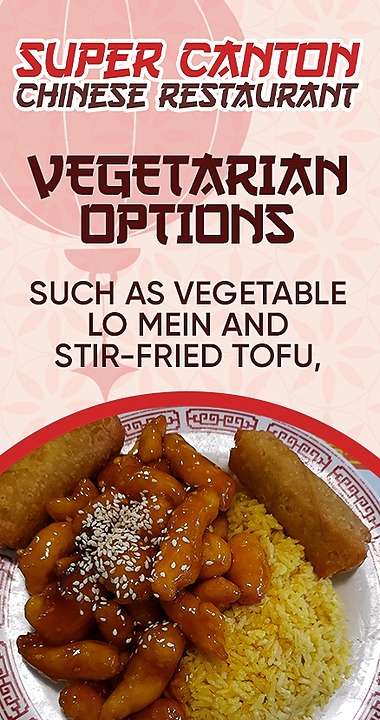 SUPER CANTON
CHINESE RESTAURANT
VEGETARIAN
OPTIONS
SUCH AS VEGETABLE
LO MEIN AND
STIR-FRIED TOFU,